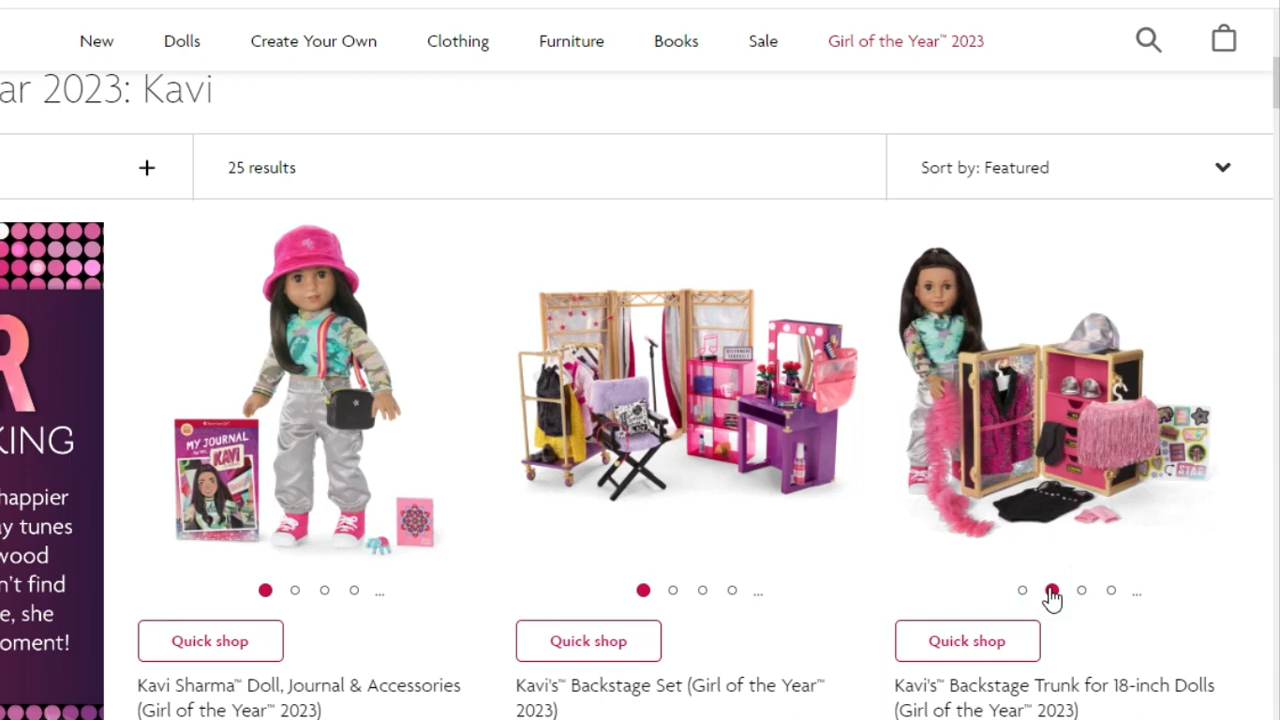 New Dolls Create Your Own Clothing Furniture Books Sale Girl of the Year™ 2023
ar 2023: Kavi
+ 25 results Sort by: Featured
R
KING
happier
ay tunes
wood
n't find
e, she
oment!
MY JOURNAL
KAVI
STAR
...
...
...
Quick shop
Quick shop
Quick shop
Kavi Sharma™ Doll, Journal & Accessories
(Girl of the Year™ 2023)
Kavi's™ Backstage Set (Girl of the Year™
2023)
Kavi's™ Backstage Trunk for 18-inch Dolls
(Girl of the Year™ 2023)